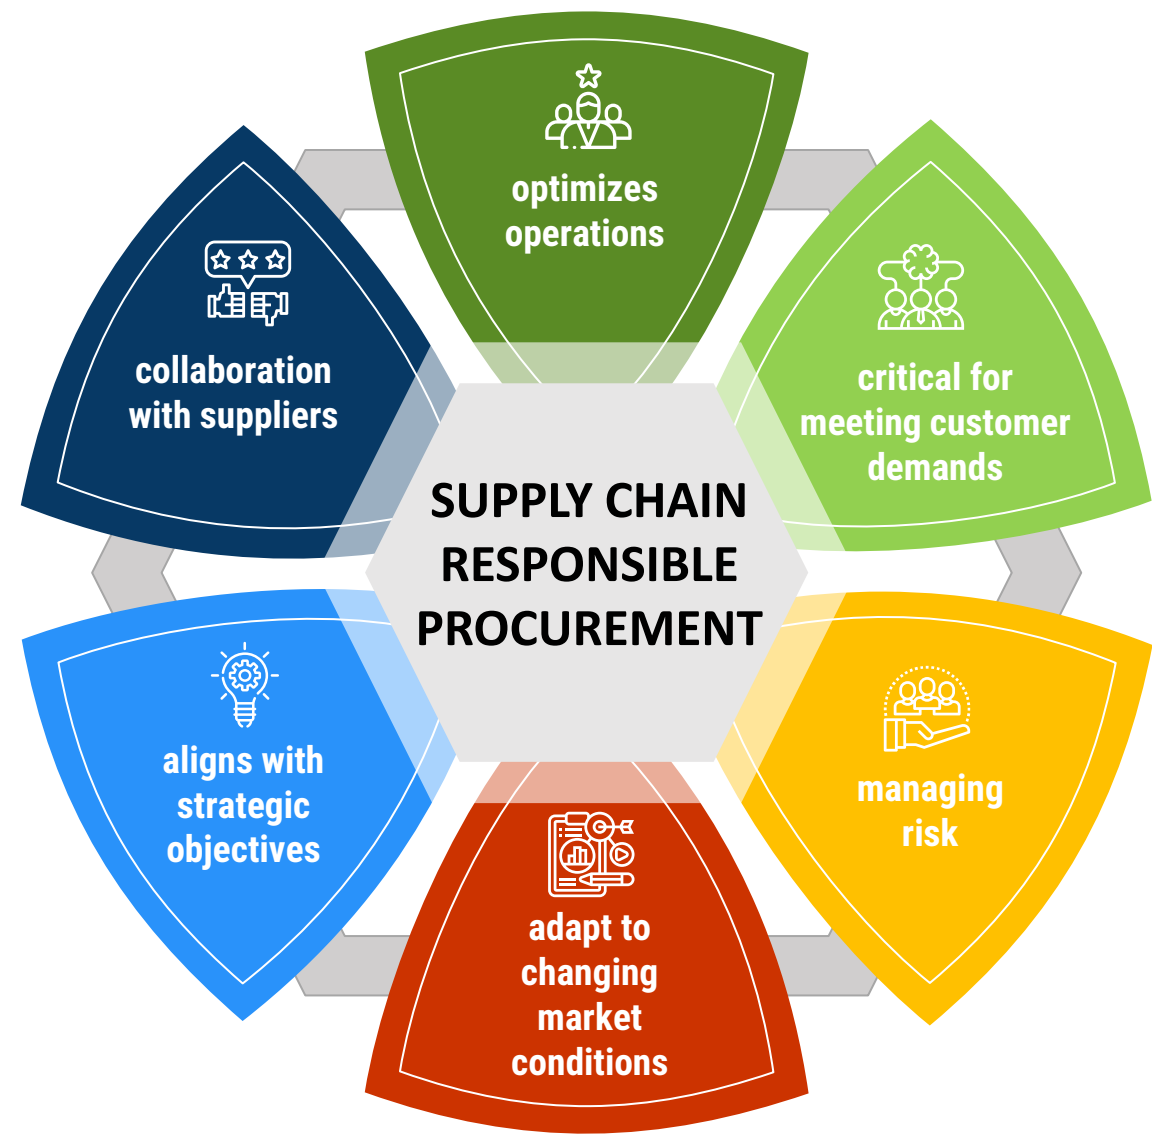 optimizes
operations
critical for
meeting customer
demands
managing
risk
adapt to
changing
market
conditions
aligns with
strategic
objectives
collaboration
with suppliers
SUPPLY CHAIN
RESPONSIBLE
PROCUREMENT